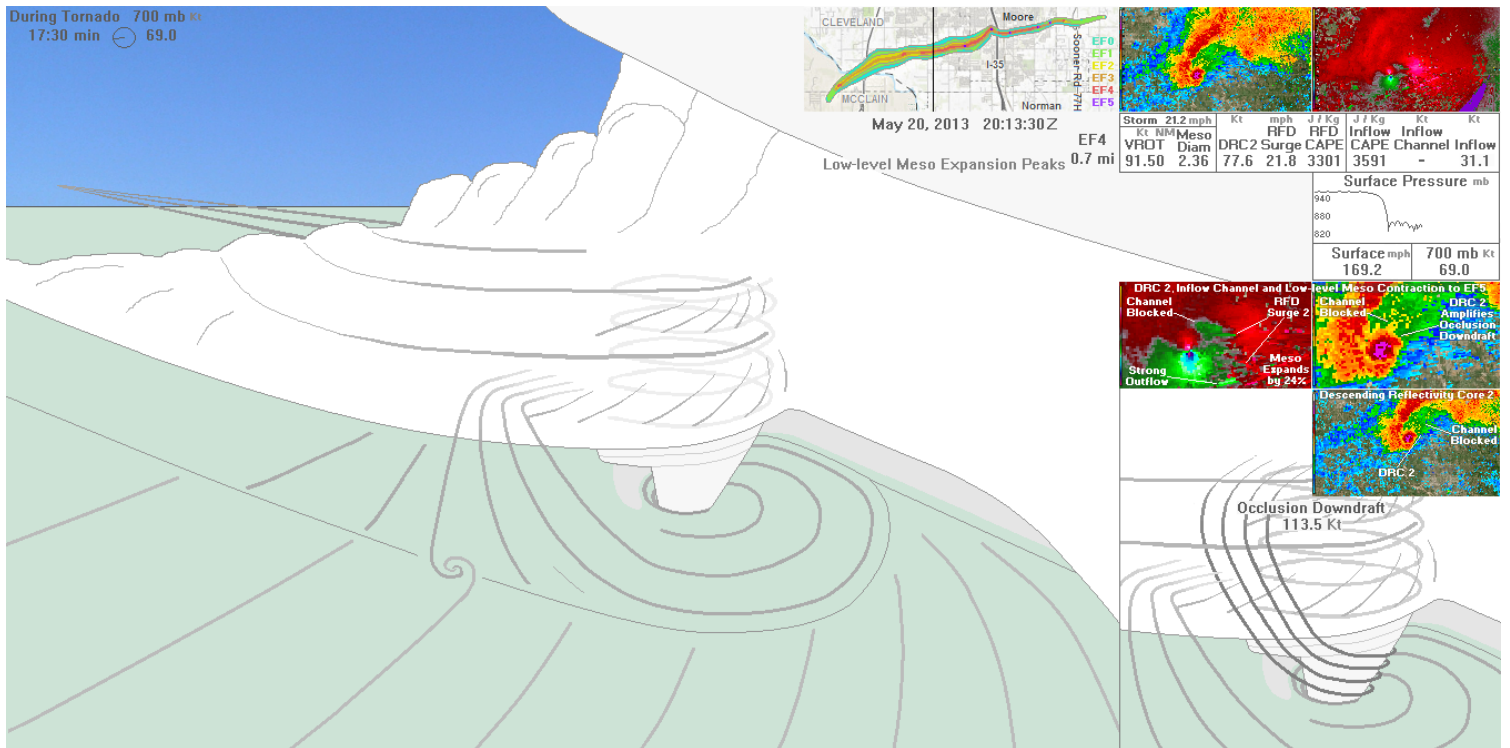 During Tornado 700 mb Kt
17:30 min 69.0
CLEVELAND
Moore
I-35
Sooner-Rd-77H
MCCLAIN
Norman
EF0
EF1
EF2
EF3
EF4
EF5
May 20, 2013 20:13:30Z
EF4
Low-level Meso Expansion Peaks 0.7 mi
Storm 21.2 mph Kt mph J / Kg J / Kg Kt Kt
Kt NM Meso RFD RFD Inflow Inflow
VROT Diam DRC2 Surge CAPE CAPE Channel Inflow
91.50 2.36 77.6 21.8 3301 3591 - 31.1
Surface Pressure mb
940
880
820
Surface mph 700 mb Kt
169.2 69.0
DRC 2, Inflow Channel and Low-level Meso Contraction to EF5
Channel
Blocked
RFD
Surge 2
Strong
Outflow
Meso
Expands
by 24%
Channel
Blocked
DRC 2
Amplifies
Occlusion
Downdraft
Descending Reflectivity Core 2
Channel
Blocked
DRC 2
Occlusion Downdraft
113.5 Kt